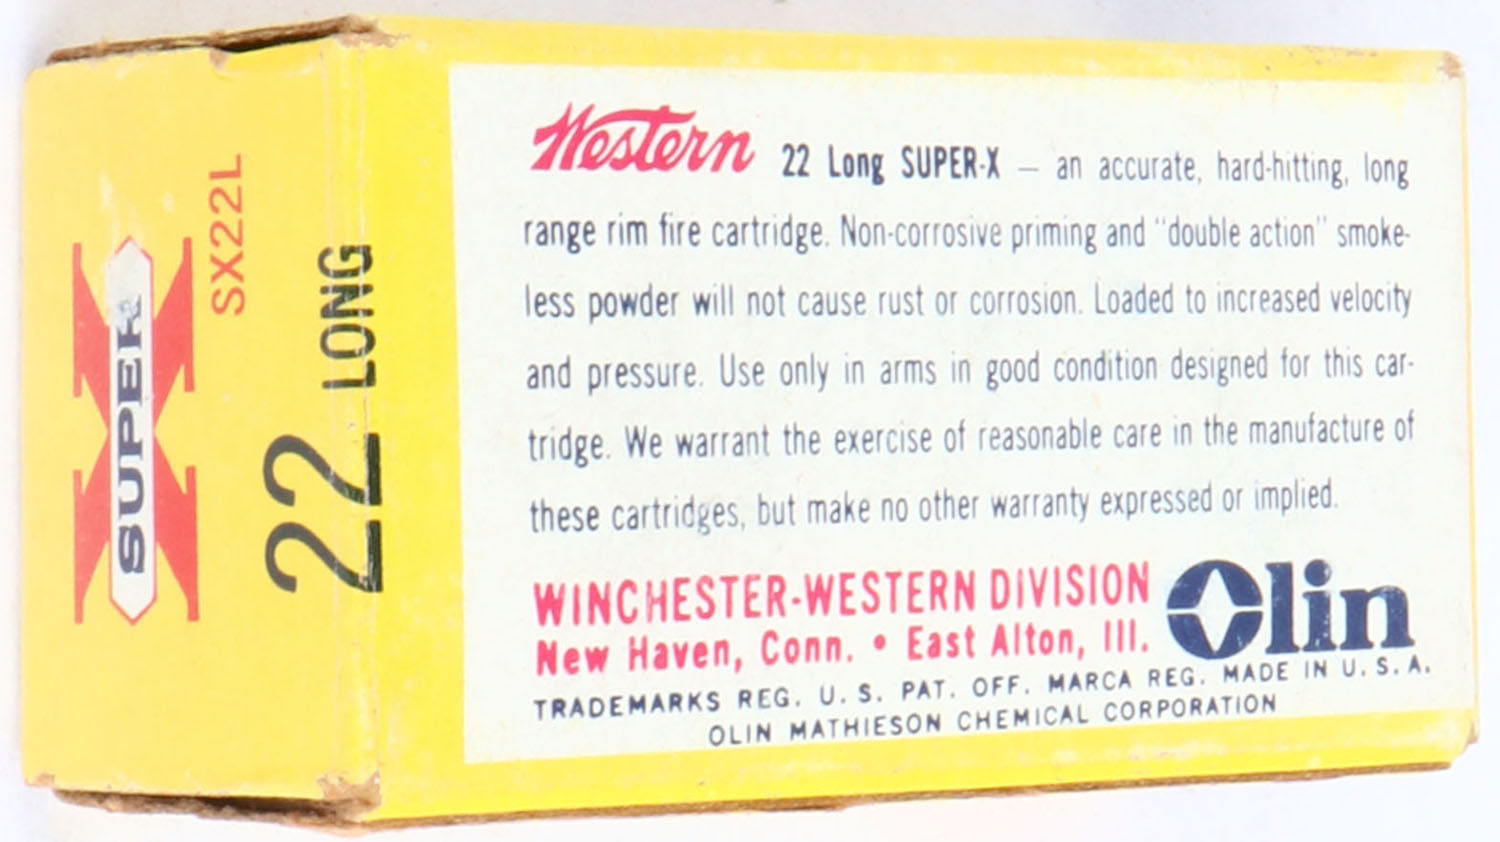 SUPER X
SX22L
22 LONG
Western 22 Long SUPER-X — an accurate, hard-hitting, long
range rim fire cartridge. Non-corrosive priming and "double action" smoke-
less powder will not cause rust or corrosion. Loaded to increased velocity
and pressure. Use only in arms in good condition designed for this car-
tridge. We warrant the exercise of reasonable care in the manufacture of
these cartridges, but make no other warranty expressed or implied.
WINCHESTER-WESTERN DIVISION
New Haven, Conn. • East Alton, Ill.
Olin
TRADEMARKS REG. U. S. PAT. OFF. MARCA REG. MADE IN U. S. A.
OLIN MATHIESON CHEMICAL CORPORATION